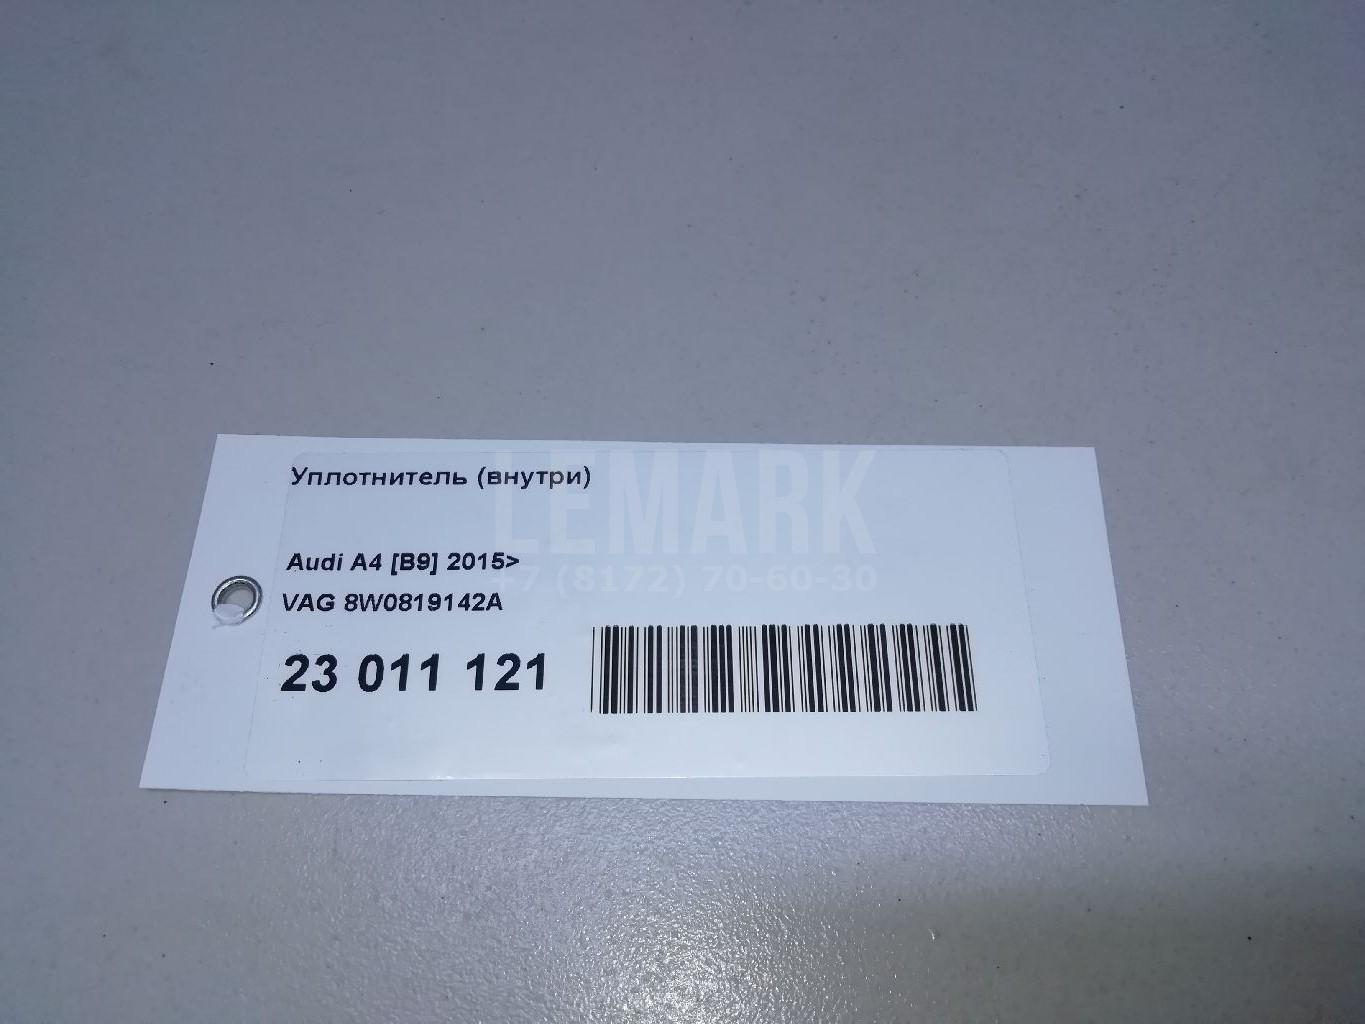 Уплотнитель (внутри)
LEMARK
Audi A4 [B9] 2015>
+7 (8172) 70-60-30
VAG 8W0819142A
23 011 121